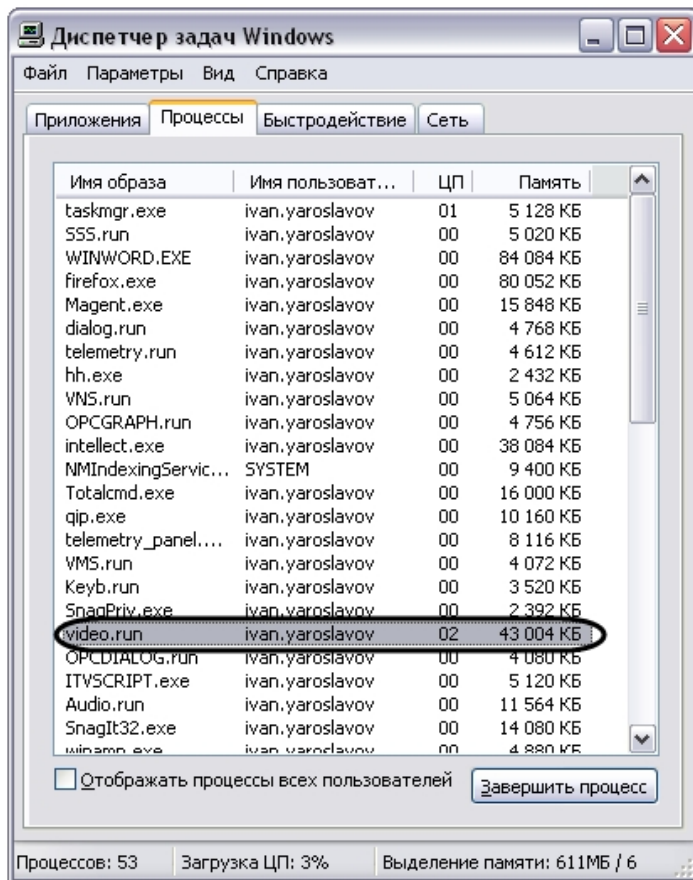 Диспетчер задач Windows
Файл Параметры Вид Справка
Приложения Процессы Быстродействие Сеть
Имя образа Имя пользоват... ЦП Память
taskmgr.exe ivan.yaroslavov 01 5 128 КБ
SSS.run ivan.yaroslavov 00 5 020 КБ
WINWORD.EXE ivan.yaroslavov 00 84 084 КБ
firefox.exe ivan.yaroslavov 00 80 052 КБ
Magent.exe ivan.yaroslavov 00 15 848 КБ
dialog.run ivan.yaroslavov 00 4 768 КБ
telemetry.run ivan.yaroslavov 00 4 612 КБ
hh.exe ivan.yaroslavov 00 2 432 КБ
VNS.run ivan.yaroslavov 00 5 064 КБ
OPCGRAPH.run ivan.yaroslavov 00 4 756 КБ
intellect.exe ivan.yaroslavov 00 38 084 КБ
NMIndexingServic... SYSTEM 00 9 400 КБ
Totalcmd.exe ivan.yaroslavov 00 16 000 КБ
qip.exe ivan.yaroslavov 00 10 160 КБ
telemetry_panel.... ivan.yaroslavov 00 8 116 КБ
VMS.run ivan.yaroslavov 00 4 072 КБ
Keyb.run ivan.yaroslavov 00 3 520 КБ
SnagPriv.exe ivan.yaroslavov 00 2 392 КБ
video.run ivan.yaroslavov 02 43 004 КБ
OPCDIALOG.run ivan.yaroslavov 00 4 080 КБ
ITVSCRIPT.exe ivan.yaroslavov 00 5 120 КБ
Audio.run ivan.yaroslavov 00 11 564 КБ
SnagIt32.exe ivan.yaroslavov 00 14 080 КБ
winamp.exe ivan.yaroslavov 00 4 880 КБ
Отображать процессы всех пользователей Завершить процесс
Процессов: 53 Загрузка ЦП: 3% Выделение памяти: 611МБ / 6